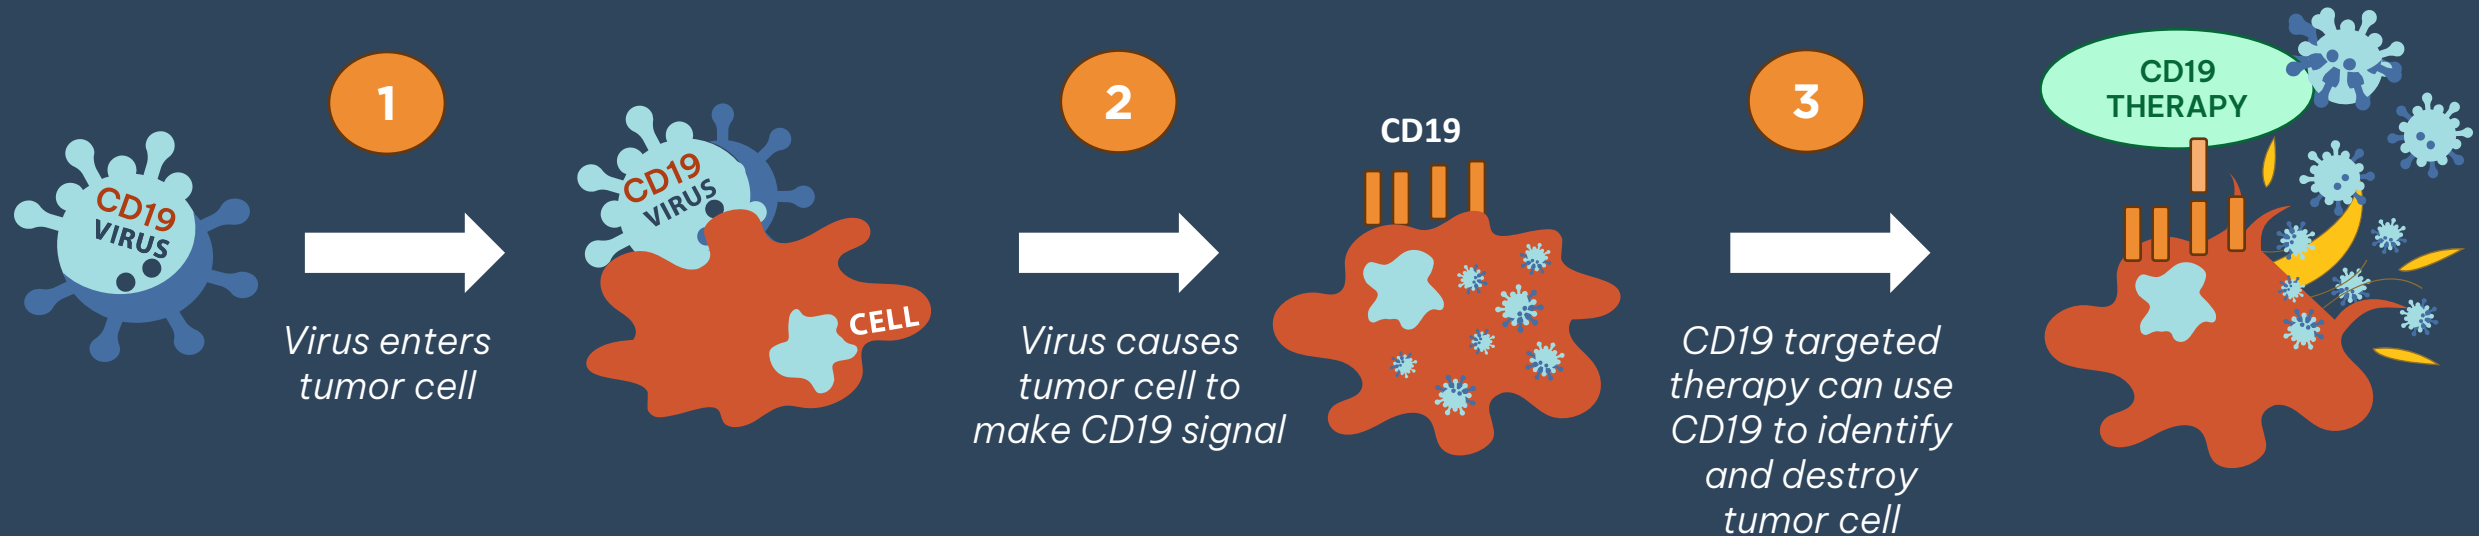 CD19
VIRUS
1
Virus enters
tumor cell
CD19
VIRUS
CELL
2
Virus causes
tumor cell to
make CD19 signal
CD19
3
CD19 targeted
therapy can use
CD19 to identify
and destroy
tumor cell
CD19
THERAPY